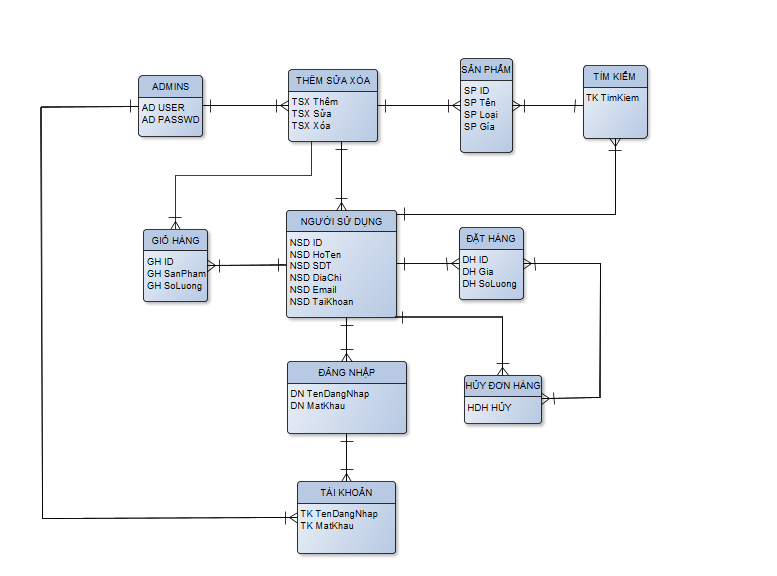 ADMINS
AD USER
AD PASSWD
THÊM SỬA XÓA
TSX Thêm
TSX Sửa
TSX Xóa
SẢN PHẨM
SP ID
SP Tên
SP Loại
SP Gía
TÌM KIẾM
TK TimKiem
GIỎ HÀNG
GH ID
GH SanPham
GH SoLuong
NGƯỜI SỬ DỤNG
NSD ID
NSD HoTen
NSD SDT
NSD DiaChi
NSD Email
NSD TaiKhoan
ĐẶT HÀNG
DH ID
DH Gia
DH SoLuong
ĐĂNG NHẬP
DN TenDangNhap
DN MatKhau
HỦY ĐƠN HÀNG
HDH HỦY
TÀI KHOẢN
TK TenDangNhap
TK MatKhau